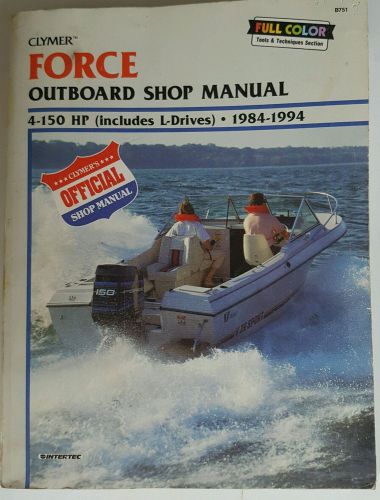 B751
FULL COLOR
Tools & Techniques Section
CLYMER™
FORCE
OUTBOARD SHOP MANUAL
4-150 HP (includes L-Drives) • 1984-1994
CLYMER'S
OFFICIAL
SHOP MANUAL
150
INTERTEC